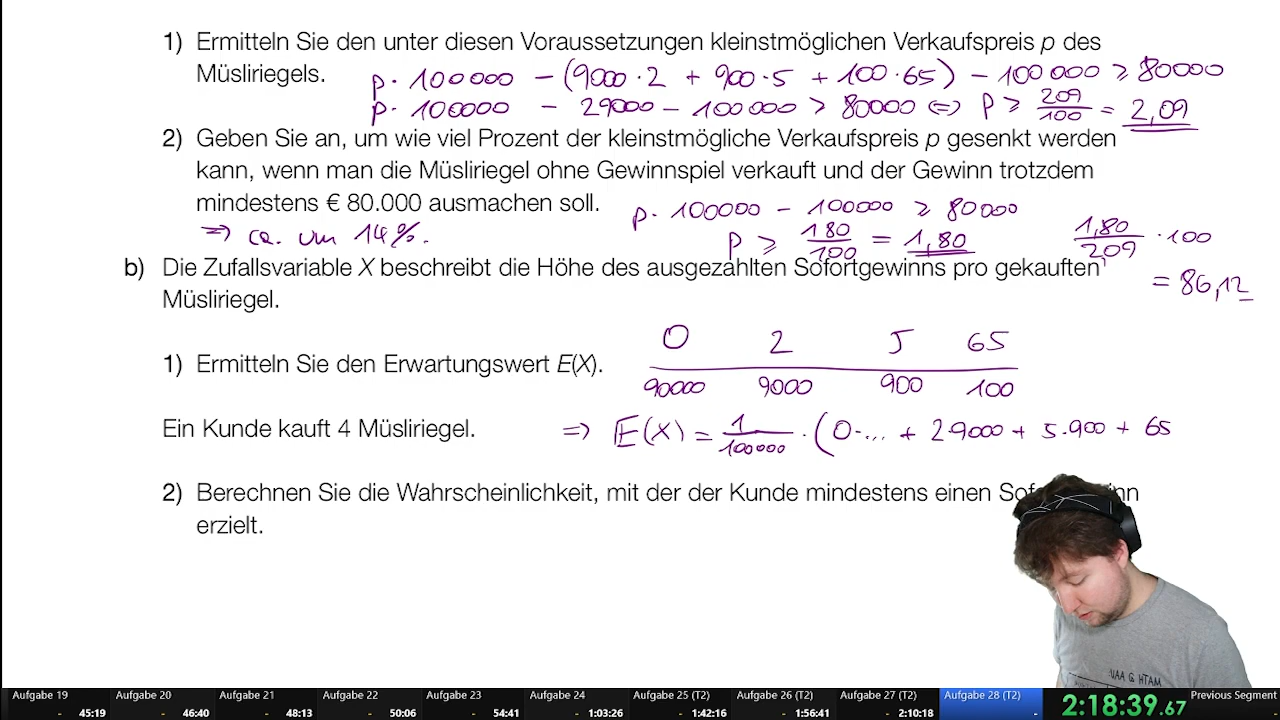 1) Ermitteln Sie den unter diesen Voraussetzungen kleinstmöglichen Verkaufspreis p des
Müsliriegels.
p · 100000 - (9000·2 + 900·5 + 100·65) - 100000 ≥ 80000
p · 100000 - 29000 - 100000 > 80000 ⇔ p ≥ 209/100 = 2,09
2) Geben Sie an, um wie viel Prozent der kleinstmögliche Verkaufspreis p gesenkt werden
kann, wenn man die Müsliriegel ohne Gewinnspiel verkauft und der Gewinn trotzdem
mindestens € 80.000 ausmachen soll.
p · 100000 - 100000 ≥ 80000
⇒ ca. um 14%.
p ≥ 180/100 = 1,80
1,80/209 · 100
= 86,12
b) Die Zufallsvariable X beschreibt die Höhe des ausgezahlten Sofortgewinns pro gekauften
Müsliriegel.
0 2 5 65
1) Ermitteln Sie den Erwartungswert E(X).
90000 9000 900 100
Ein Kunde kauft 4 Müsliriegel.
⇒ E(X) = 1/100000 · (0·... + 2·9000 + 5·900 + 65
2) Berechnen Sie die Wahrscheinlichkeit, mit der der Kunde mindestens einen
erzielt.
Aufgabe 19 Aufgabe 20 Aufgabe 21 Aufgabe 22 Aufgabe 23 Aufgabe 24 Aufgabe 25 (T2) Aufgabe 26 (T2) Aufgabe 27 (T2) Aufgabe 28 (T2) 2:18:39.67 Previous Segment
- 45:19 - 46:40 - 48:13 - 50:06 - 54:41 - 1:03:26 - 1:42:16 - 1:56:41 - 2:10:18 - -